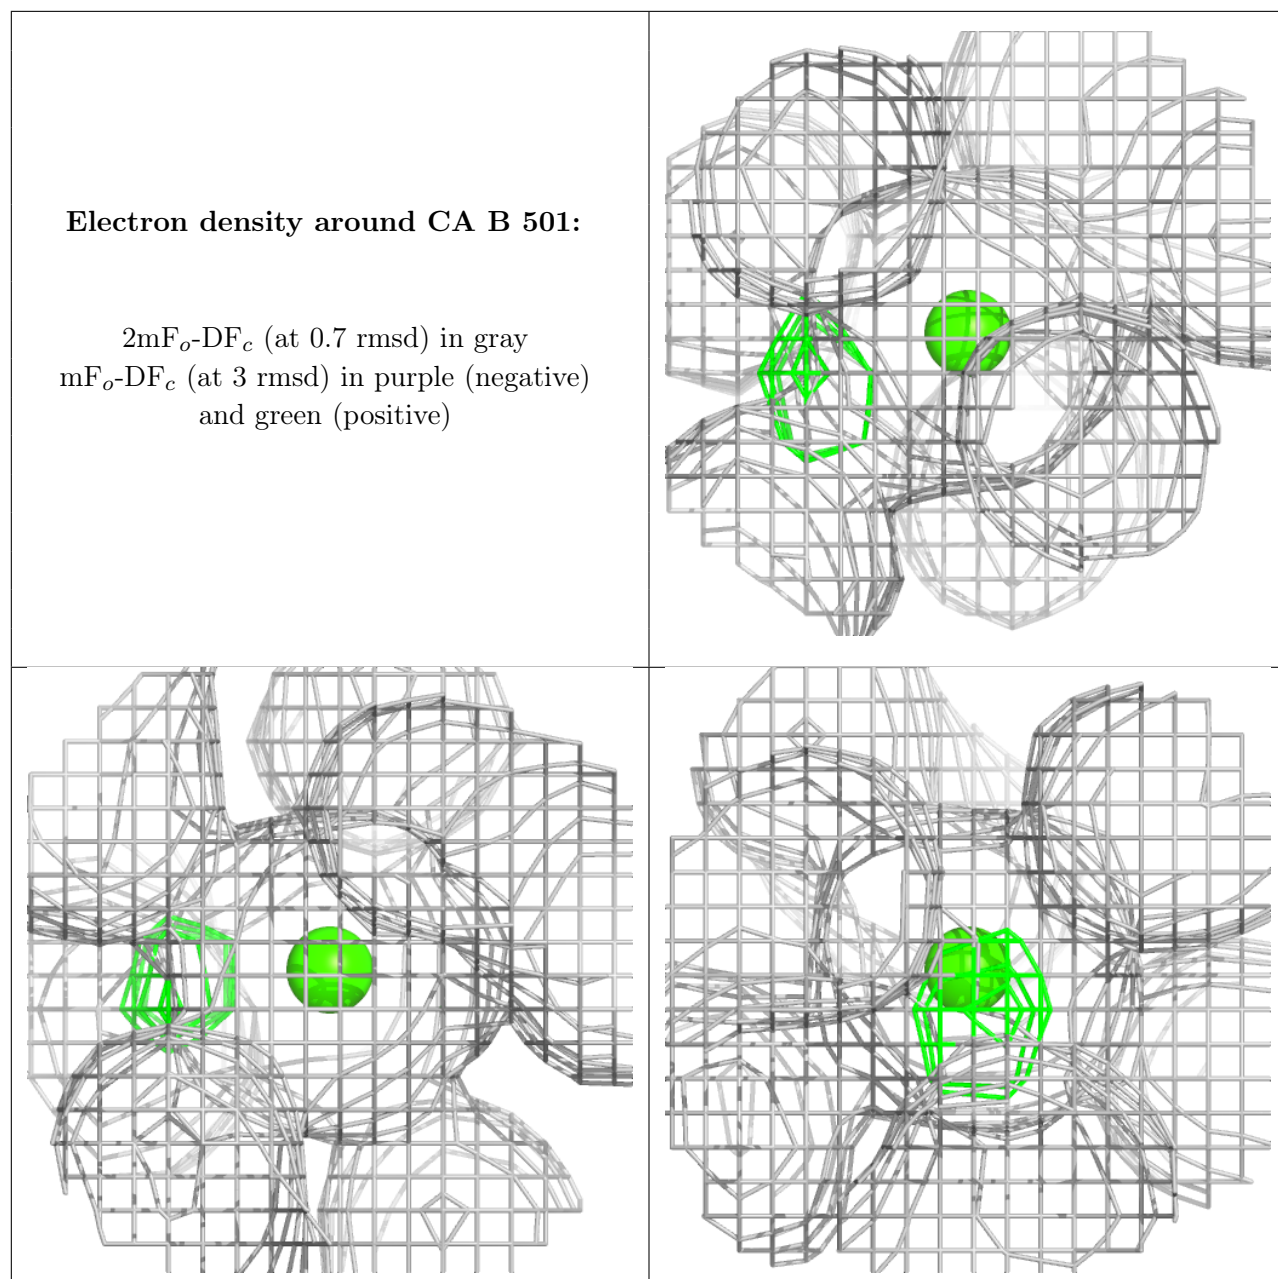 Electron density around CA B 501:
2mFo-DFc (at 0.7 rmsd) in gray
mFo-DFc (at 3 rmsd) in purple (negative)
and green (positive)